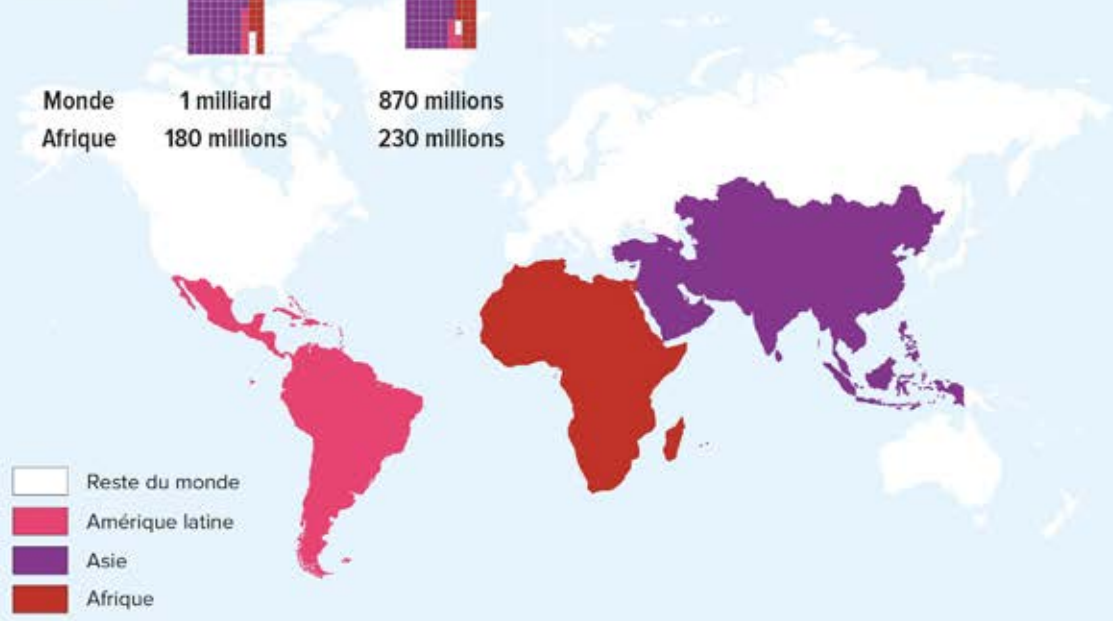 Monde 1 milliard 870 millions
Afrique 180 millions 230 millions
Reste du monde
Amérique latine
Asie
Afrique